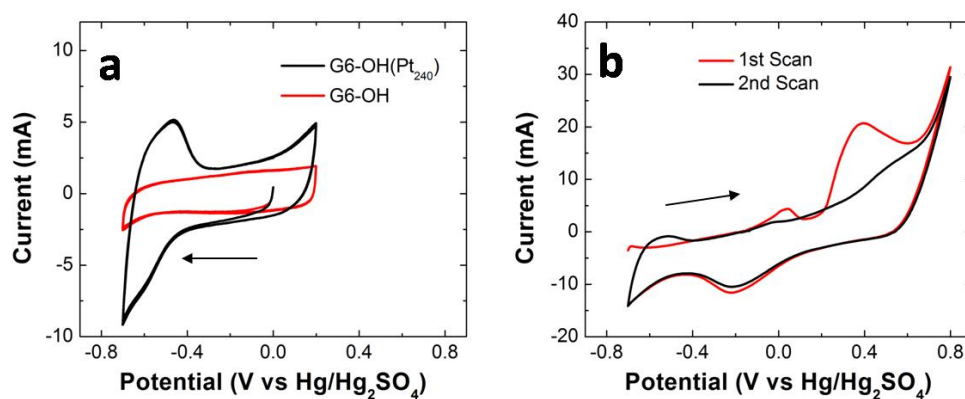 a
G6-OH(Pt240)
G6-OH
Current (mA)
10
5
0
-5
-10
-0.8
-0.4
0.0
0.4
0.8
Potential (V vs Hg/Hg2SO4)
b
1st Scan
2nd Scan
Current (mA)
40
30
20
10
0
-10
-20
-0.8
-0.4
0.0
0.4
0.8
Potential (V vs Hg/Hg2SO4)